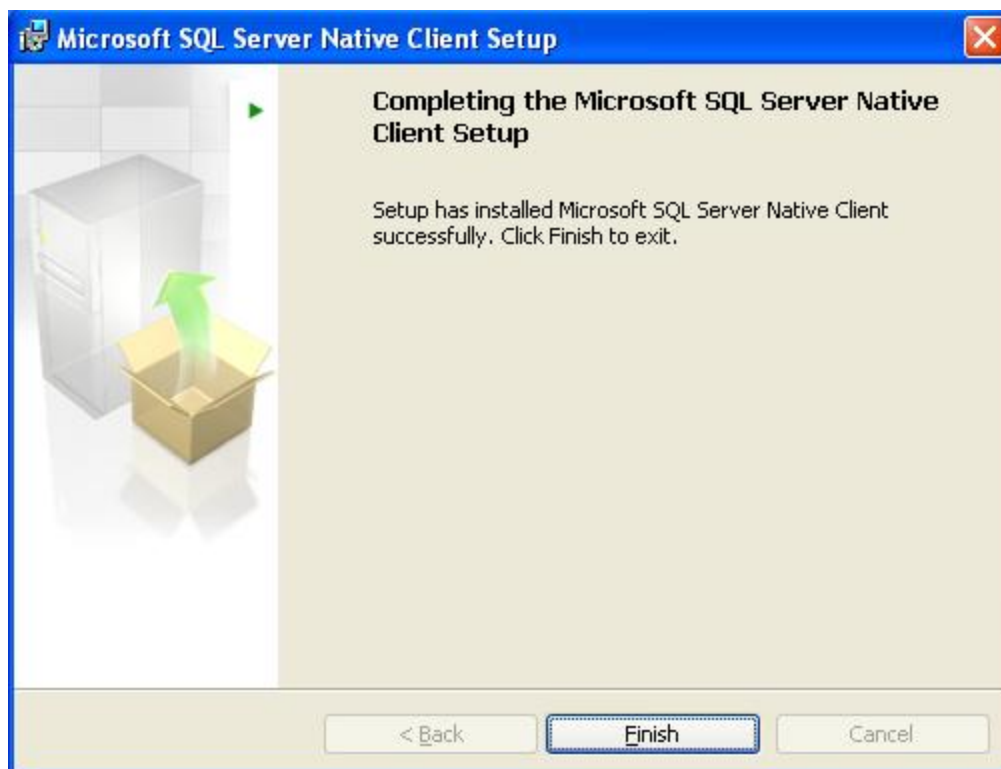 Microsoft SQL Server Native Client Setup
Completing the Microsoft SQL Server Native
Client Setup
Setup has installed Microsoft SQL Server Native Client
successfully. Click Finish to exit.
< Back
Finish
Cancel